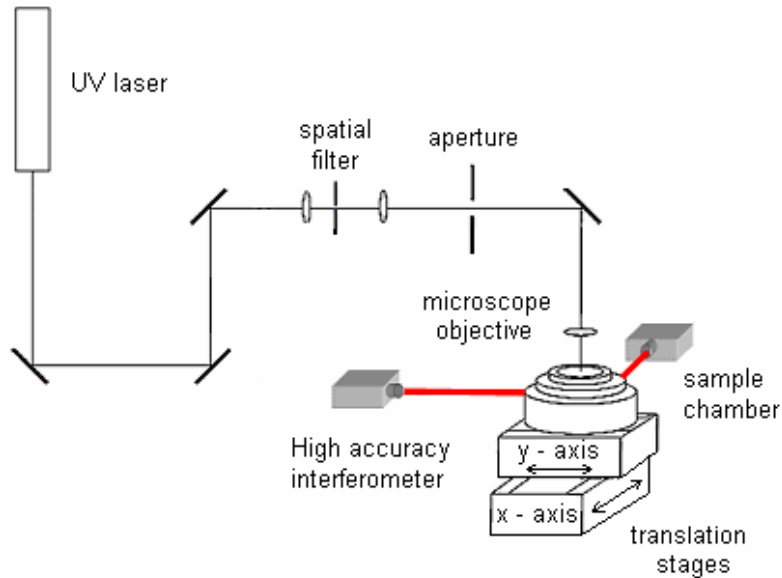 UV laser
spatial
filter
aperture
microscope
objective
sample
chamber
High accuracy
interferometer
y - axis
x - axis
translation
stages